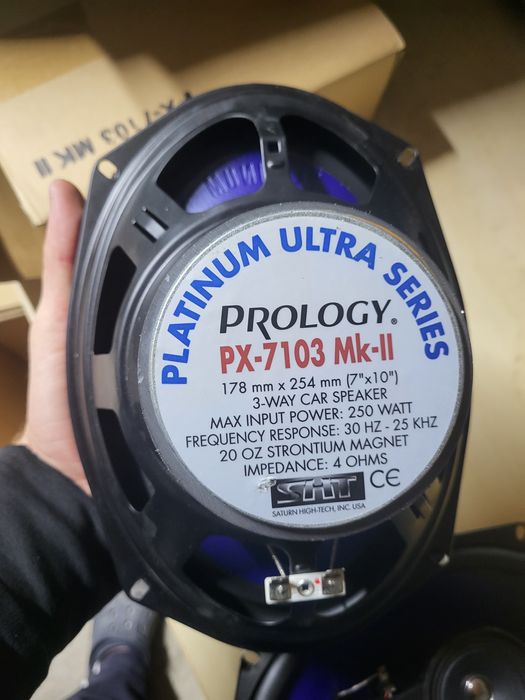 PX-7103 MK II
PLATINUM ULTRA SERIES
PROLOGY®
PX-7103 Mk-II
178 mm x 254 mm (7"x10")
3-WAY CAR SPEAKER
MAX INPUT POWER: 250 WATT
FREQUENCY RESPONSE: 30 HZ - 25 KHZ
20 OZ STRONTIUM MAGNET
IMPEDANCE: 4 OHMS
SHT CE
SATURN HIGH-TECH, INC. USA